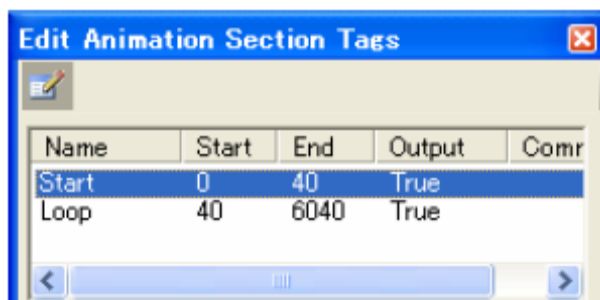 Edit Animation Section Tags
Name Start End Output Comr
Start 0 40 True
Loop 40 6040 True